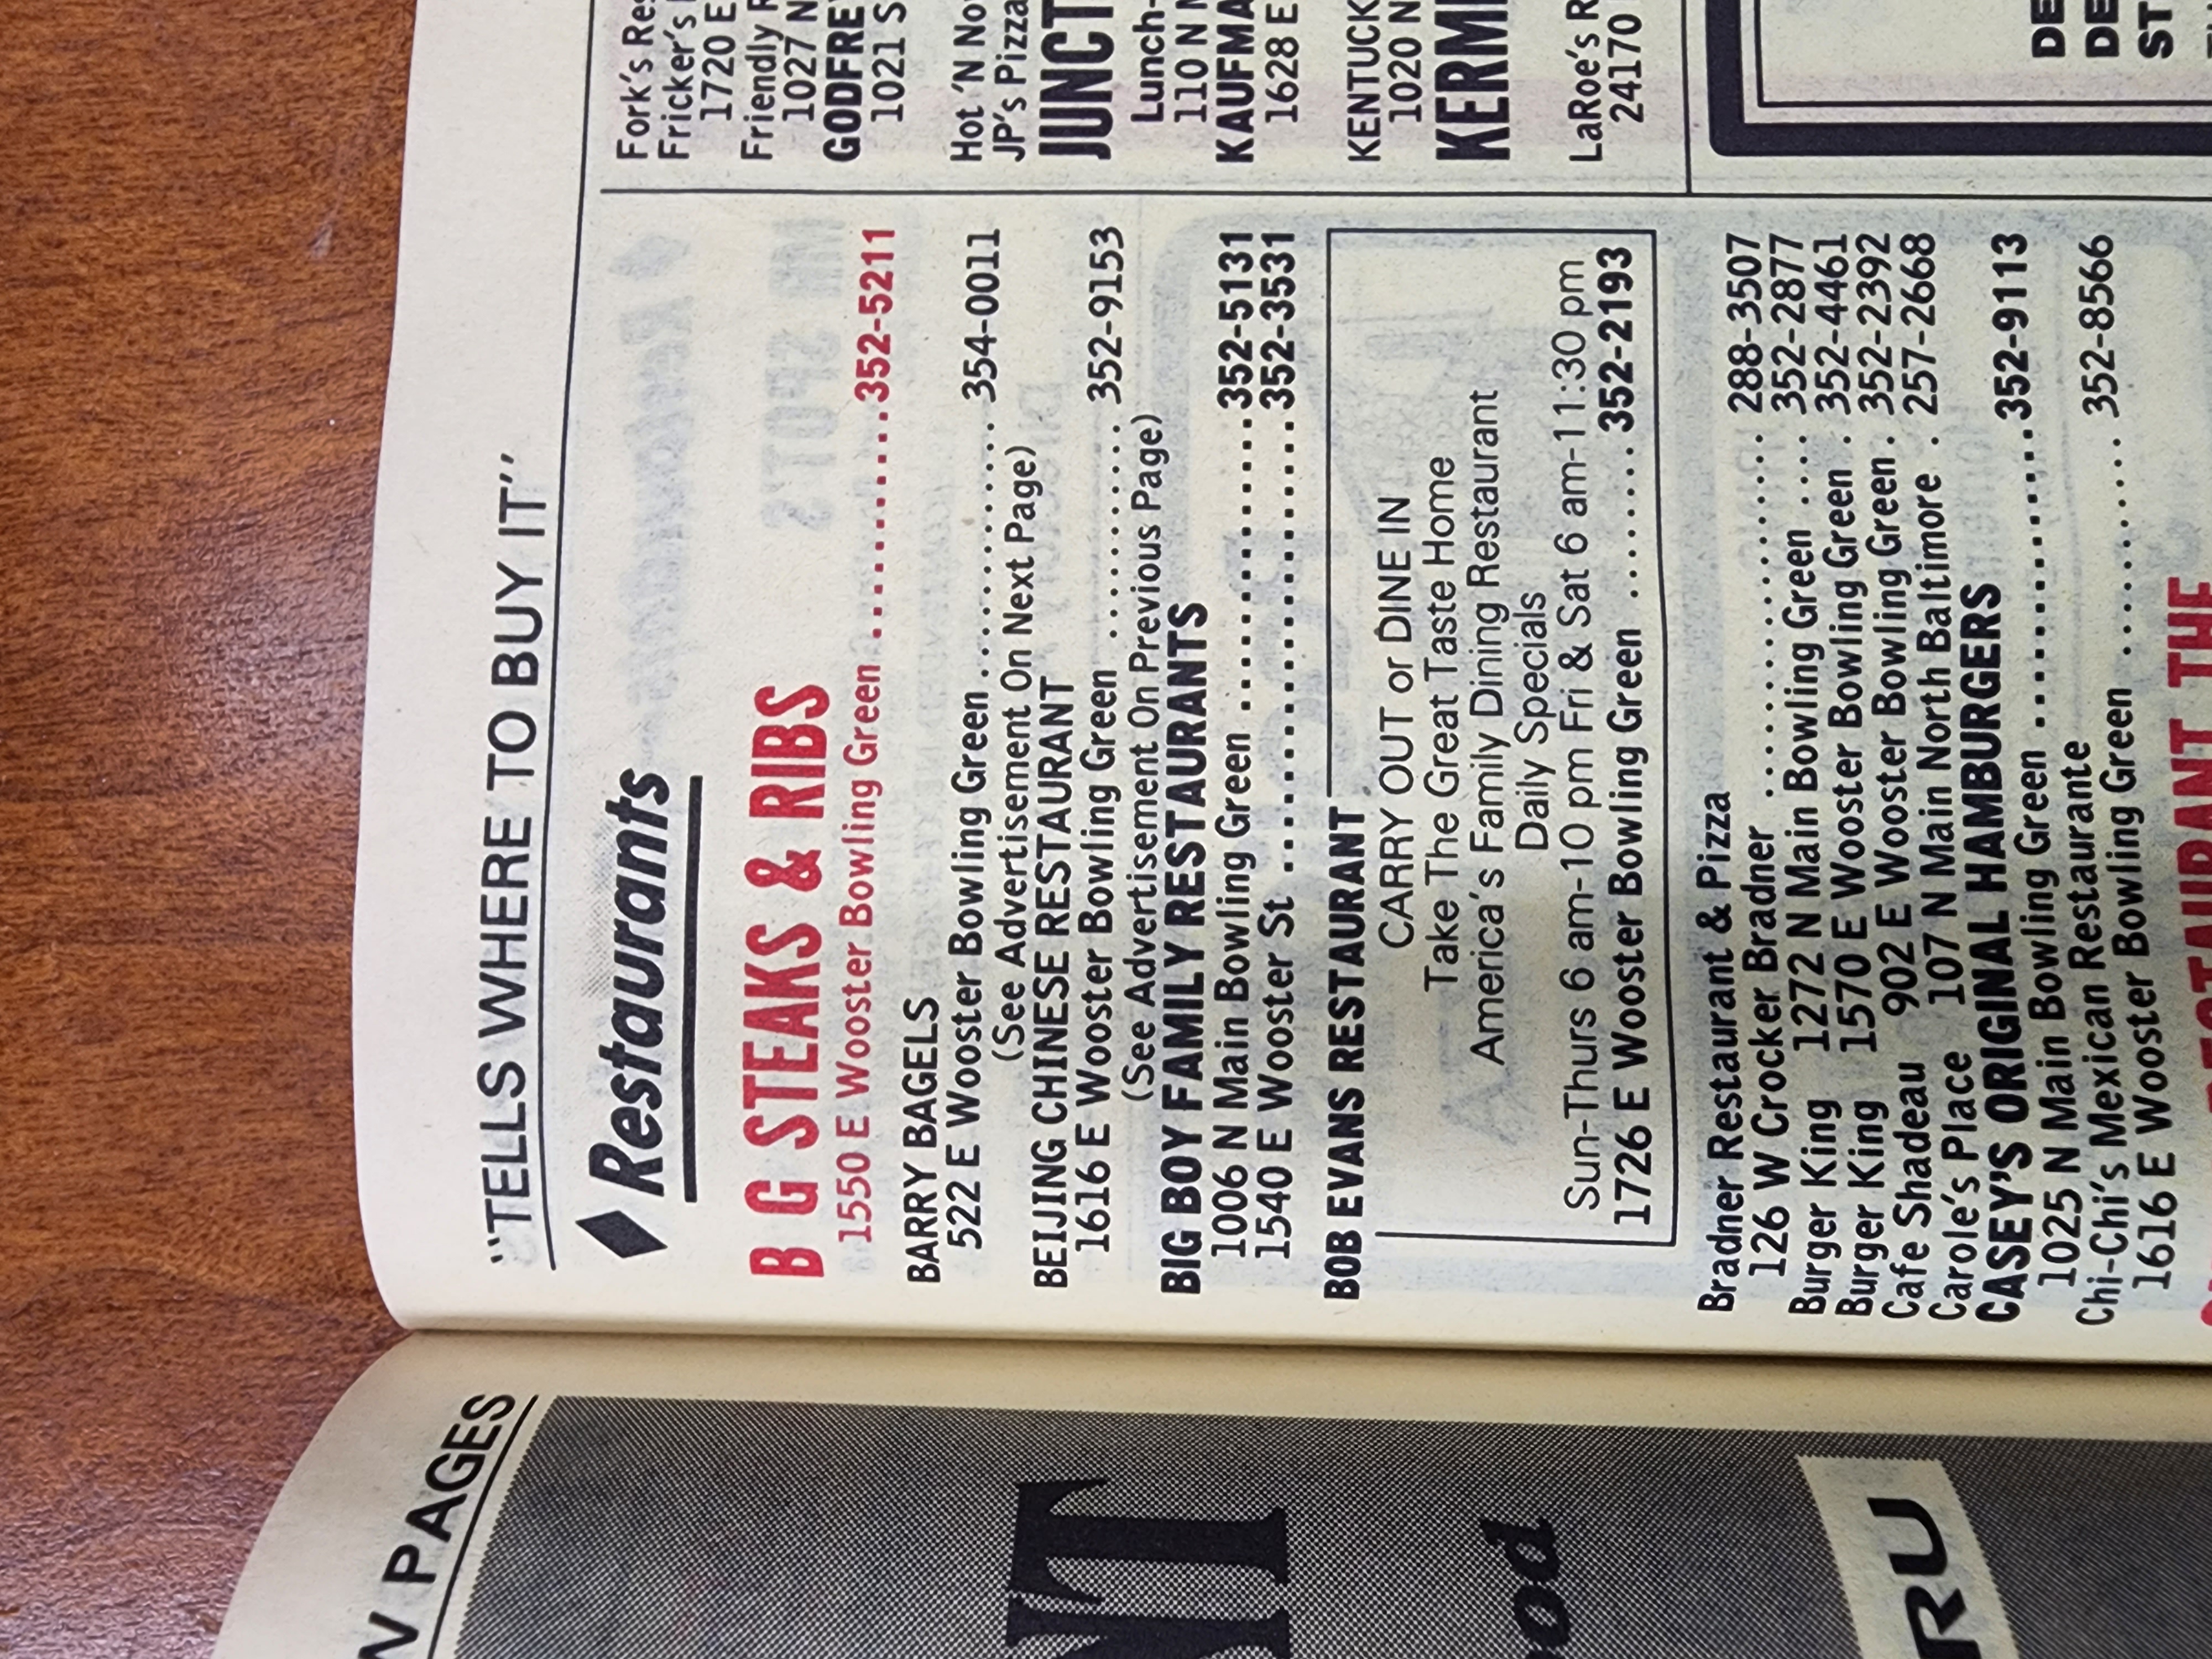 "TELLS WHERE TO BUY IT"
Restaurants
B G STEAKS & RIBS
1550 E Wooster Bowling Green ............352-5211
BARRY BAGELS
522 E Wooster Bowling Green ............. 354-0011
(See Advertisement On Next Page)
BEIJING CHINESE RESTAURANT
1616 E Wooster Bowling Green ........... 352-9153
(See Advertisement On Previous Page)
BIG BOY FAMILY RESTAURANTS
1006 N Main Bowling Green ................352-5131
1540 E Wooster St .........................352-3531
BOB EVANS RESTAURANT
CARRY OUT or DINE IN
Take The Great Taste Home
America's Family Dining Restaurant
Daily Specials
Sun-Thurs 6 am-10 pm Fri & Sat 6 am-11:30 pm
1726 E Wooster Bowling Green ........ 352-2193
Bradner Restaurant & Pizza
126 W Crocker Bradner ................... 288-3507
Burger King 1272 N Main Bowling Green .... 352-2877
Burger King 1570 E Wooster Bowling Green . 352-4461
Cafe Shadeau 902 E Wooster Bowling Green . 352-2392
Carole's Place 107 N Main North Baltimore . 257-2668
CASEY'S ORIGINAL HAMBURGERS
1025 N Main Bowling Green ................352-9113
Chi-Chi's Mexican Restaurante
1616 E Wooster Bowling Green ........... 352-8566
THE
Fork's
Fricker's
1720 E
Friendly
1027 N
1021 S
Hot 'N
JP's Pizza
Lunch-
110 N
1628 E
1020 N
LaRoe's
24170
DE
DE
ST
PAGES